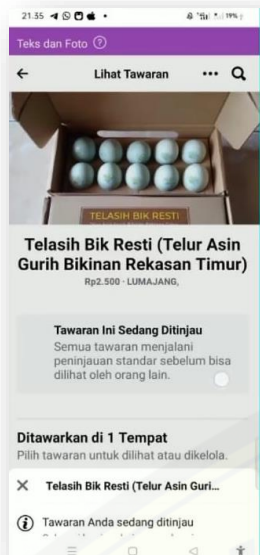 21.35
19%
Teks dan Foto
Lihat Tawaran
TELASIH BIK RESTI
Telasih Bik Resti (Telur Asin
Gurih Bikinan Rekasan Timur)
Rp2.500 · LUMAJANG,
Tawaran Ini Sedang Ditinjau
Semua tawaran menjalani
peninjauan standar sebelum bisa
dilihat oleh orang lain.
Ditawarkan di 1 Tempat
Pilih tawaran untuk dilihat atau dikelola.
Telasih Bik Resti (Telur Asin Guri...
Tawaran Anda sedang ditinjau